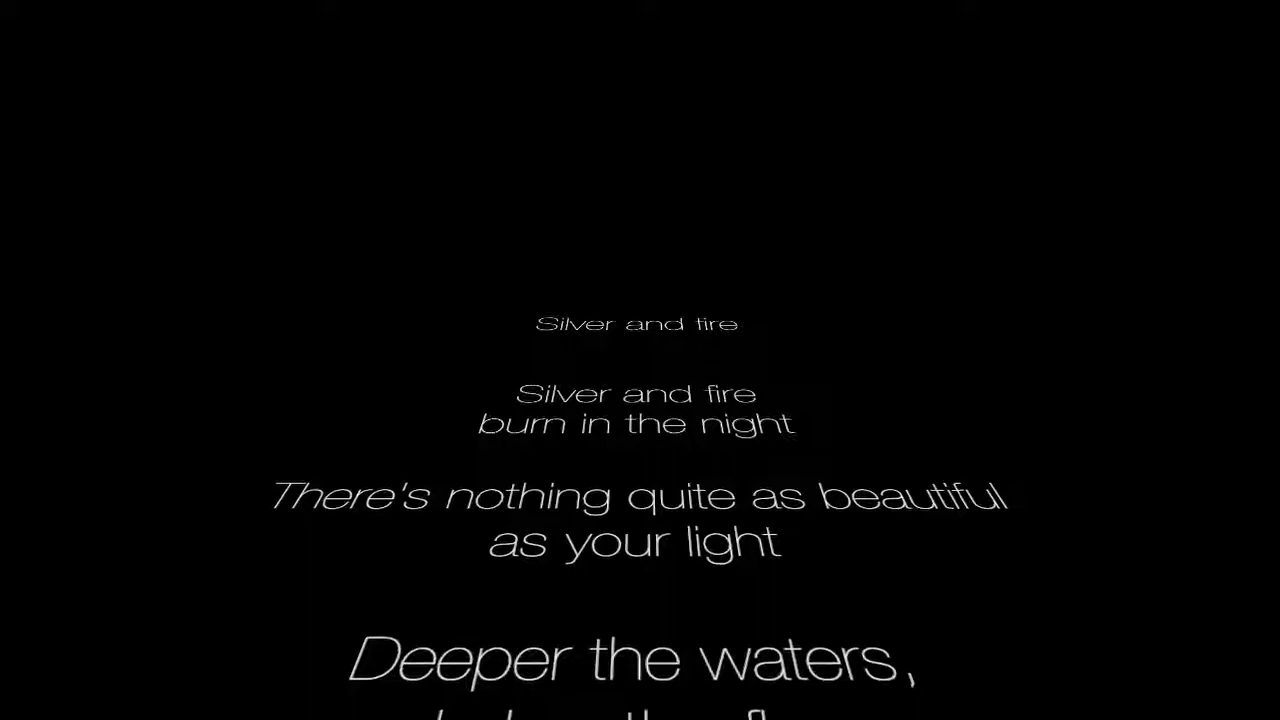 Silver and fire
Silver and fire
burn in the night
There's nothing quite as beautiful
as your light
Deeper the waters,